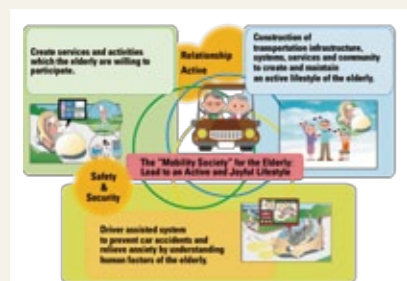 Create services and activities
which the elderly are willing to
participate.
Relationship
Active
Construction of
transportation infrastructure,
systems, services and community
to create and maintain
an active lifestyle of the elderly.
The "Mobility Society" for the Elderly:
Lead to an Active and Joyful Lifestyle
Safety
&
Security
Driver assisted system
to prevent car accidents and
relieve anxiety by understanding
human factors of the elderly.